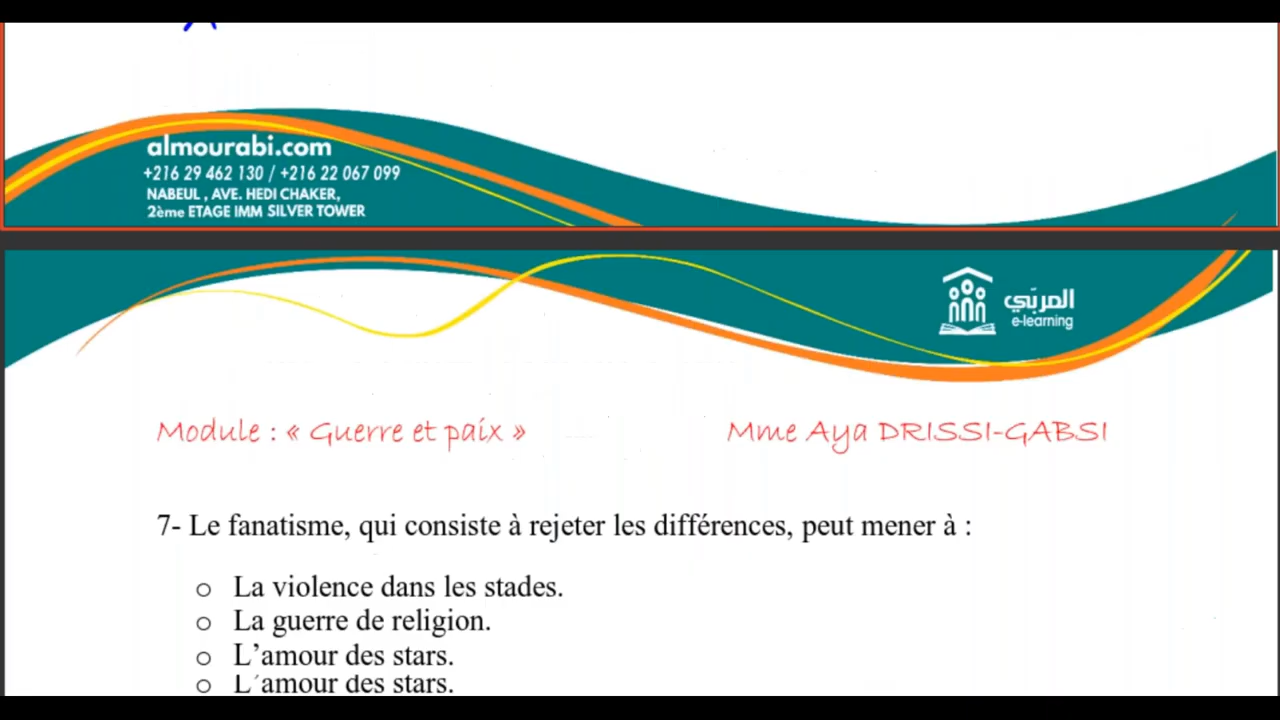 almourabi.com
+216 29 462 130 / +216 22 067 099
NABEUL , AVE. HEDI CHAKER,
2ème ETAGE IMM SILVER TOWER
المربّي
e-learning
Module : « Guerre et paix »
Mme Aya DRISSI-GABSI
7- Le fanatisme, qui consiste à rejeter les différences, peut mener à :
o La violence dans les stades.
o La guerre de religion.
o L’amour des stars.
o L’amour des stars.